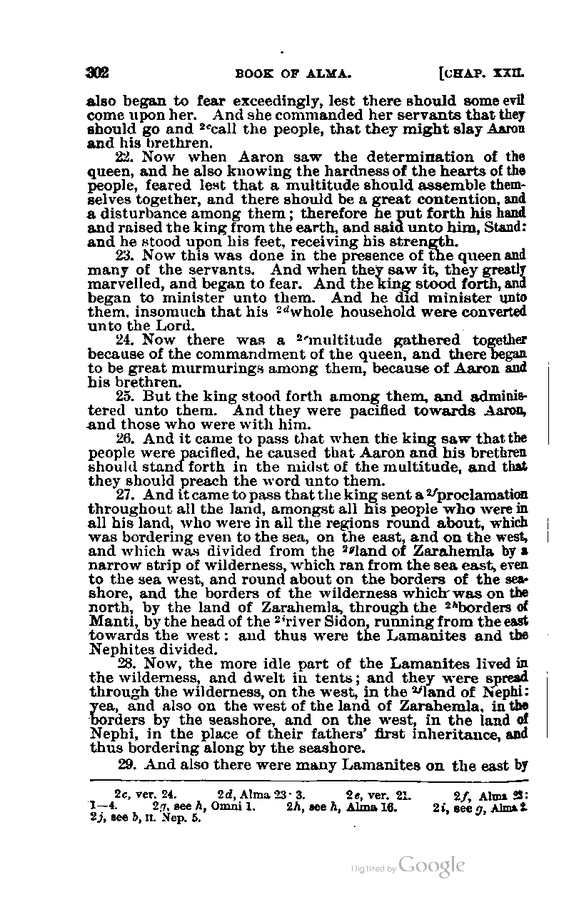 302 BOOK OF ALMA. [CHAP. XXII.
also began to fear exceedingly, lest there should some evil
come upon her. And she commanded her servants that they
should go and 2ccall the people, that they might slay Aaron
and his brethren.
22. Now when Aaron saw the determination of the
queen, and he also knowing the hardness of the hearts of the
people, feared lest that a multitude should assemble them-
selves together, and there should be a great contention, and
a disturbance among them; therefore he put forth his hand
and raised the king from the earth, and said unto him, Stand:
and he stood upon his feet, receiving his strength.
23. Now this was done in the presence of the queen and
many of the servants. And when they saw it, they greatly
marvelled, and began to fear. And the king stood forth, and
began to minister unto them. And he did minister unto
them, insomuch that his 2dwhole household were converted
unto the Lord.
24. Now there was a 2emultitude gathered together
because of the commandment of the queen, and there began
to be great murmurings among them, because of Aaron and
his brethren.
25. But the king stood forth among them, and adminis-
tered unto them. And they were pacified towards Aaron,
and those who were with him.
26. And it came to pass that when the king saw that the
people were pacified, he caused that Aaron and his brethren
should stand forth in the midst of the multitude, and that
they should preach the word unto them.
27. And it came to pass that the king sent a 2fproclamation
throughout all the land, amongst all his people who were in
all his land, who were in all the regions round about, which
was bordering even to the sea, on the east, and on the west,
and which was divided from the 2gland of Zarahemla by a
narrow strip of wilderness, which ran from the sea east, even
to the sea west, and round about on the borders of the sea-
shore, and the borders of the wilderness which was on the
north, by the land of Zarahemla, through the 2hborders of
Manti, by the head of the 2iriver Sidon, running from the east
towards the west: and thus were the Lamanites and the
Nephites divided.
28. Now, the more idle part of the Lamanites lived in
the wilderness, and dwelt in tents; and they were spread
through the wilderness, on the west, in the 2jland of Nephi:
yea, and also on the west of the land of Zarahemla, in the
borders by the seashore, and on the west, in the land of
Nephi, in the place of their fathers' first inheritance, and
thus bordering along by the seashore.
29. And also there were many Lamanites on the east by
2c, ver. 24. 2d, Alma 23: 3. 2e, ver. 21. 2f, Alma 23:
1—4. 2g, see h, Omni 1. 2h, see h, Alma 16. 2i, see g, Alma 2.
2j, see b, II. Nep. 5.
Digitized by Google